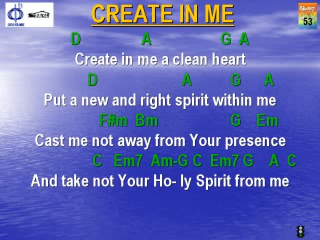 CREATE IN ME
53
D A G A
Create in me a clean heart
D A G A
Put a new and right spirit within me
F#m Bm G Em
Cast me not away from Your presence
C Em7 Am-G C Em7 G A C
And take not Your Ho- ly Spirit from me